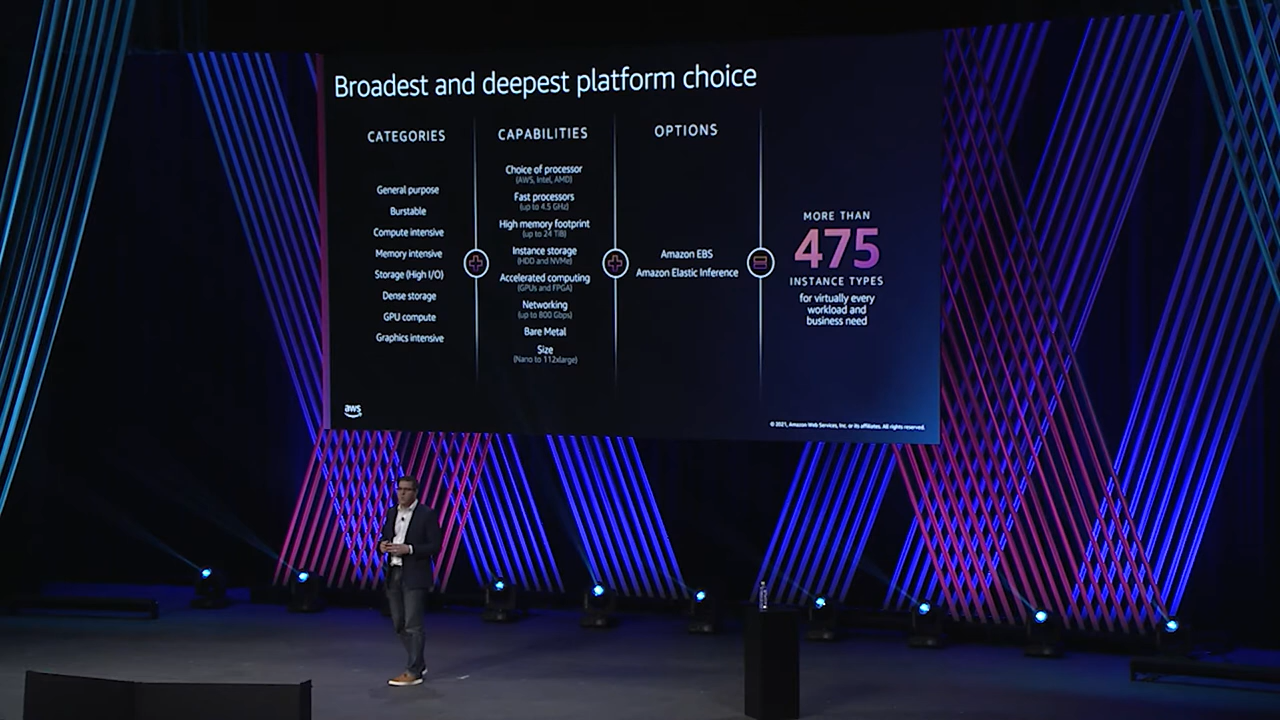 Broadest and deepest platform choice
CATEGORIES
General purpose
Burstable
Compute intensive
Memory intensive
Storage (High I/O)
Dense storage
GPU compute
Graphics intensive
CAPABILITIES
Choice of processor
(AWS, Intel, AMD)
Fast processors
(up to 4.5 GHz)
High memory footprint
(up to 24 TiB)
Instance storage
(HDD and NVMe)
Accelerated computing
(GPUs and FPGA)
Networking
(up to 800 Gbps)
Bare Metal
Size
(Nano to 112xlarge)
OPTIONS
Amazon EBS
Amazon Elastic Inference
MORE THAN
475
INSTANCE TYPES
for virtually every
workload and
business need
aws
© 2021, Amazon Web Services, Inc. or its affiliates. All rights reserved.